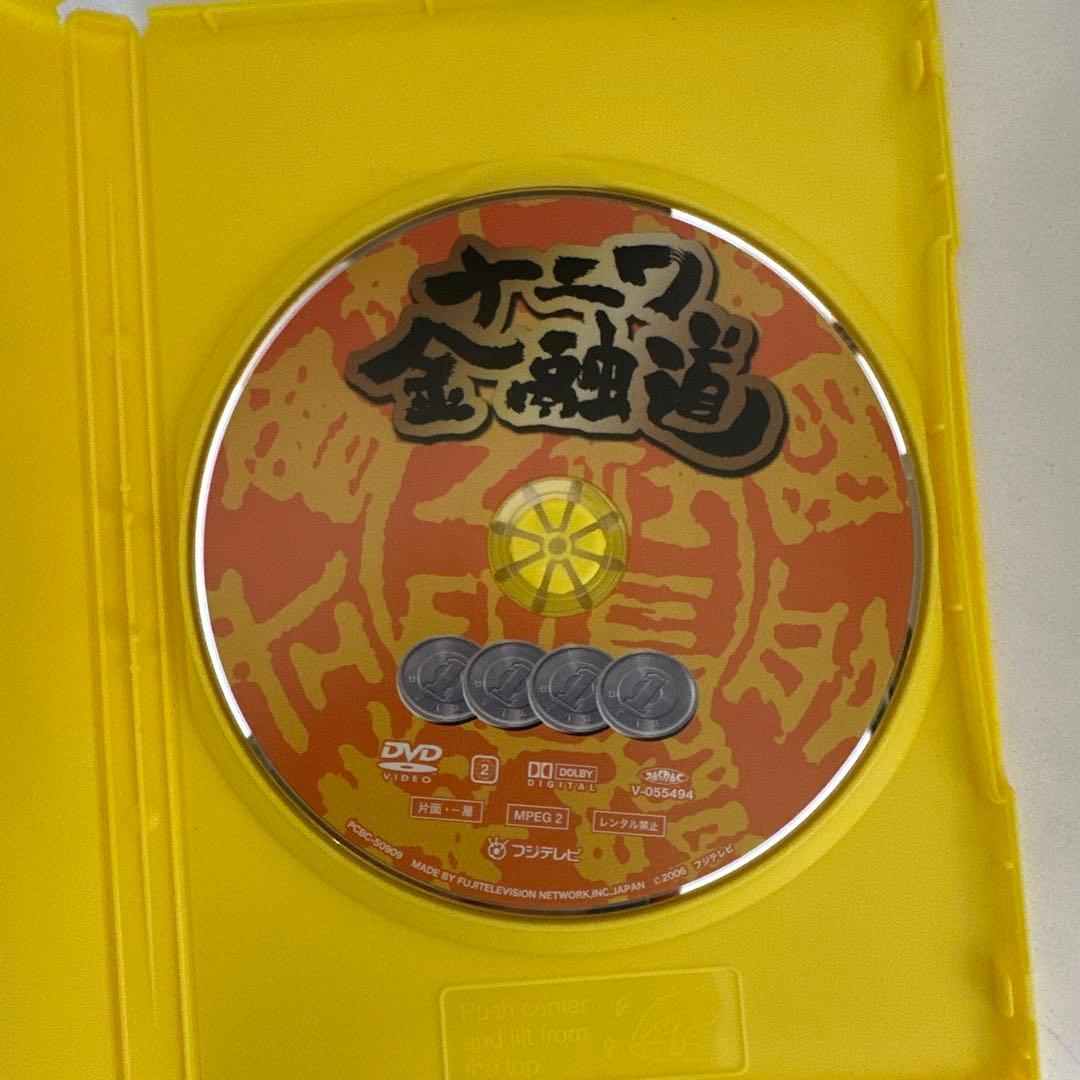 ナニワ
金融道
DVD
VIDEO
2
DOLBY
DIGITAL
V-055494
片面・一層
MPEG 2
レンタル禁止
フジテレビ
PCBC-50909
MADE BY FUJITELEVISION NETWORK,INC.JAPAN
©2006 フジテレビ
Push center
and lift from
the top